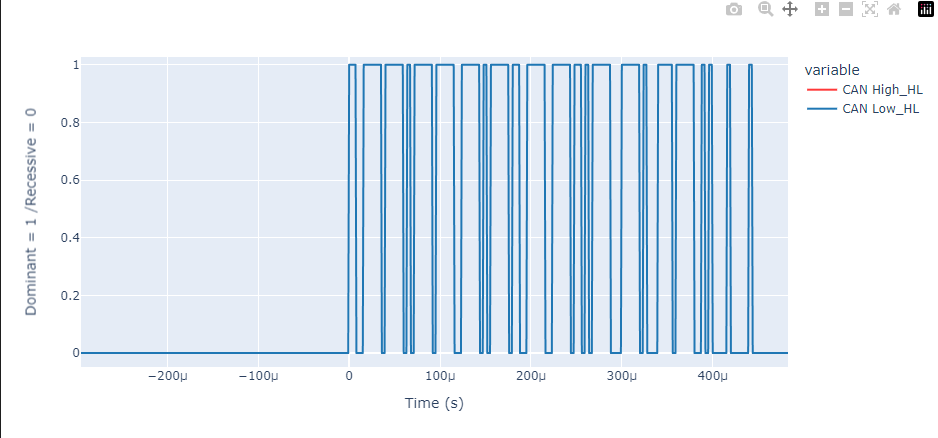 1
0.8
0.6
0.4
0.2
0
Dominant = 1 /Recessive = 0
−200μ
−100μ
0
100μ
200μ
300μ
400μ
Time (s)
variable
CAN High_HL
CAN Low_HL